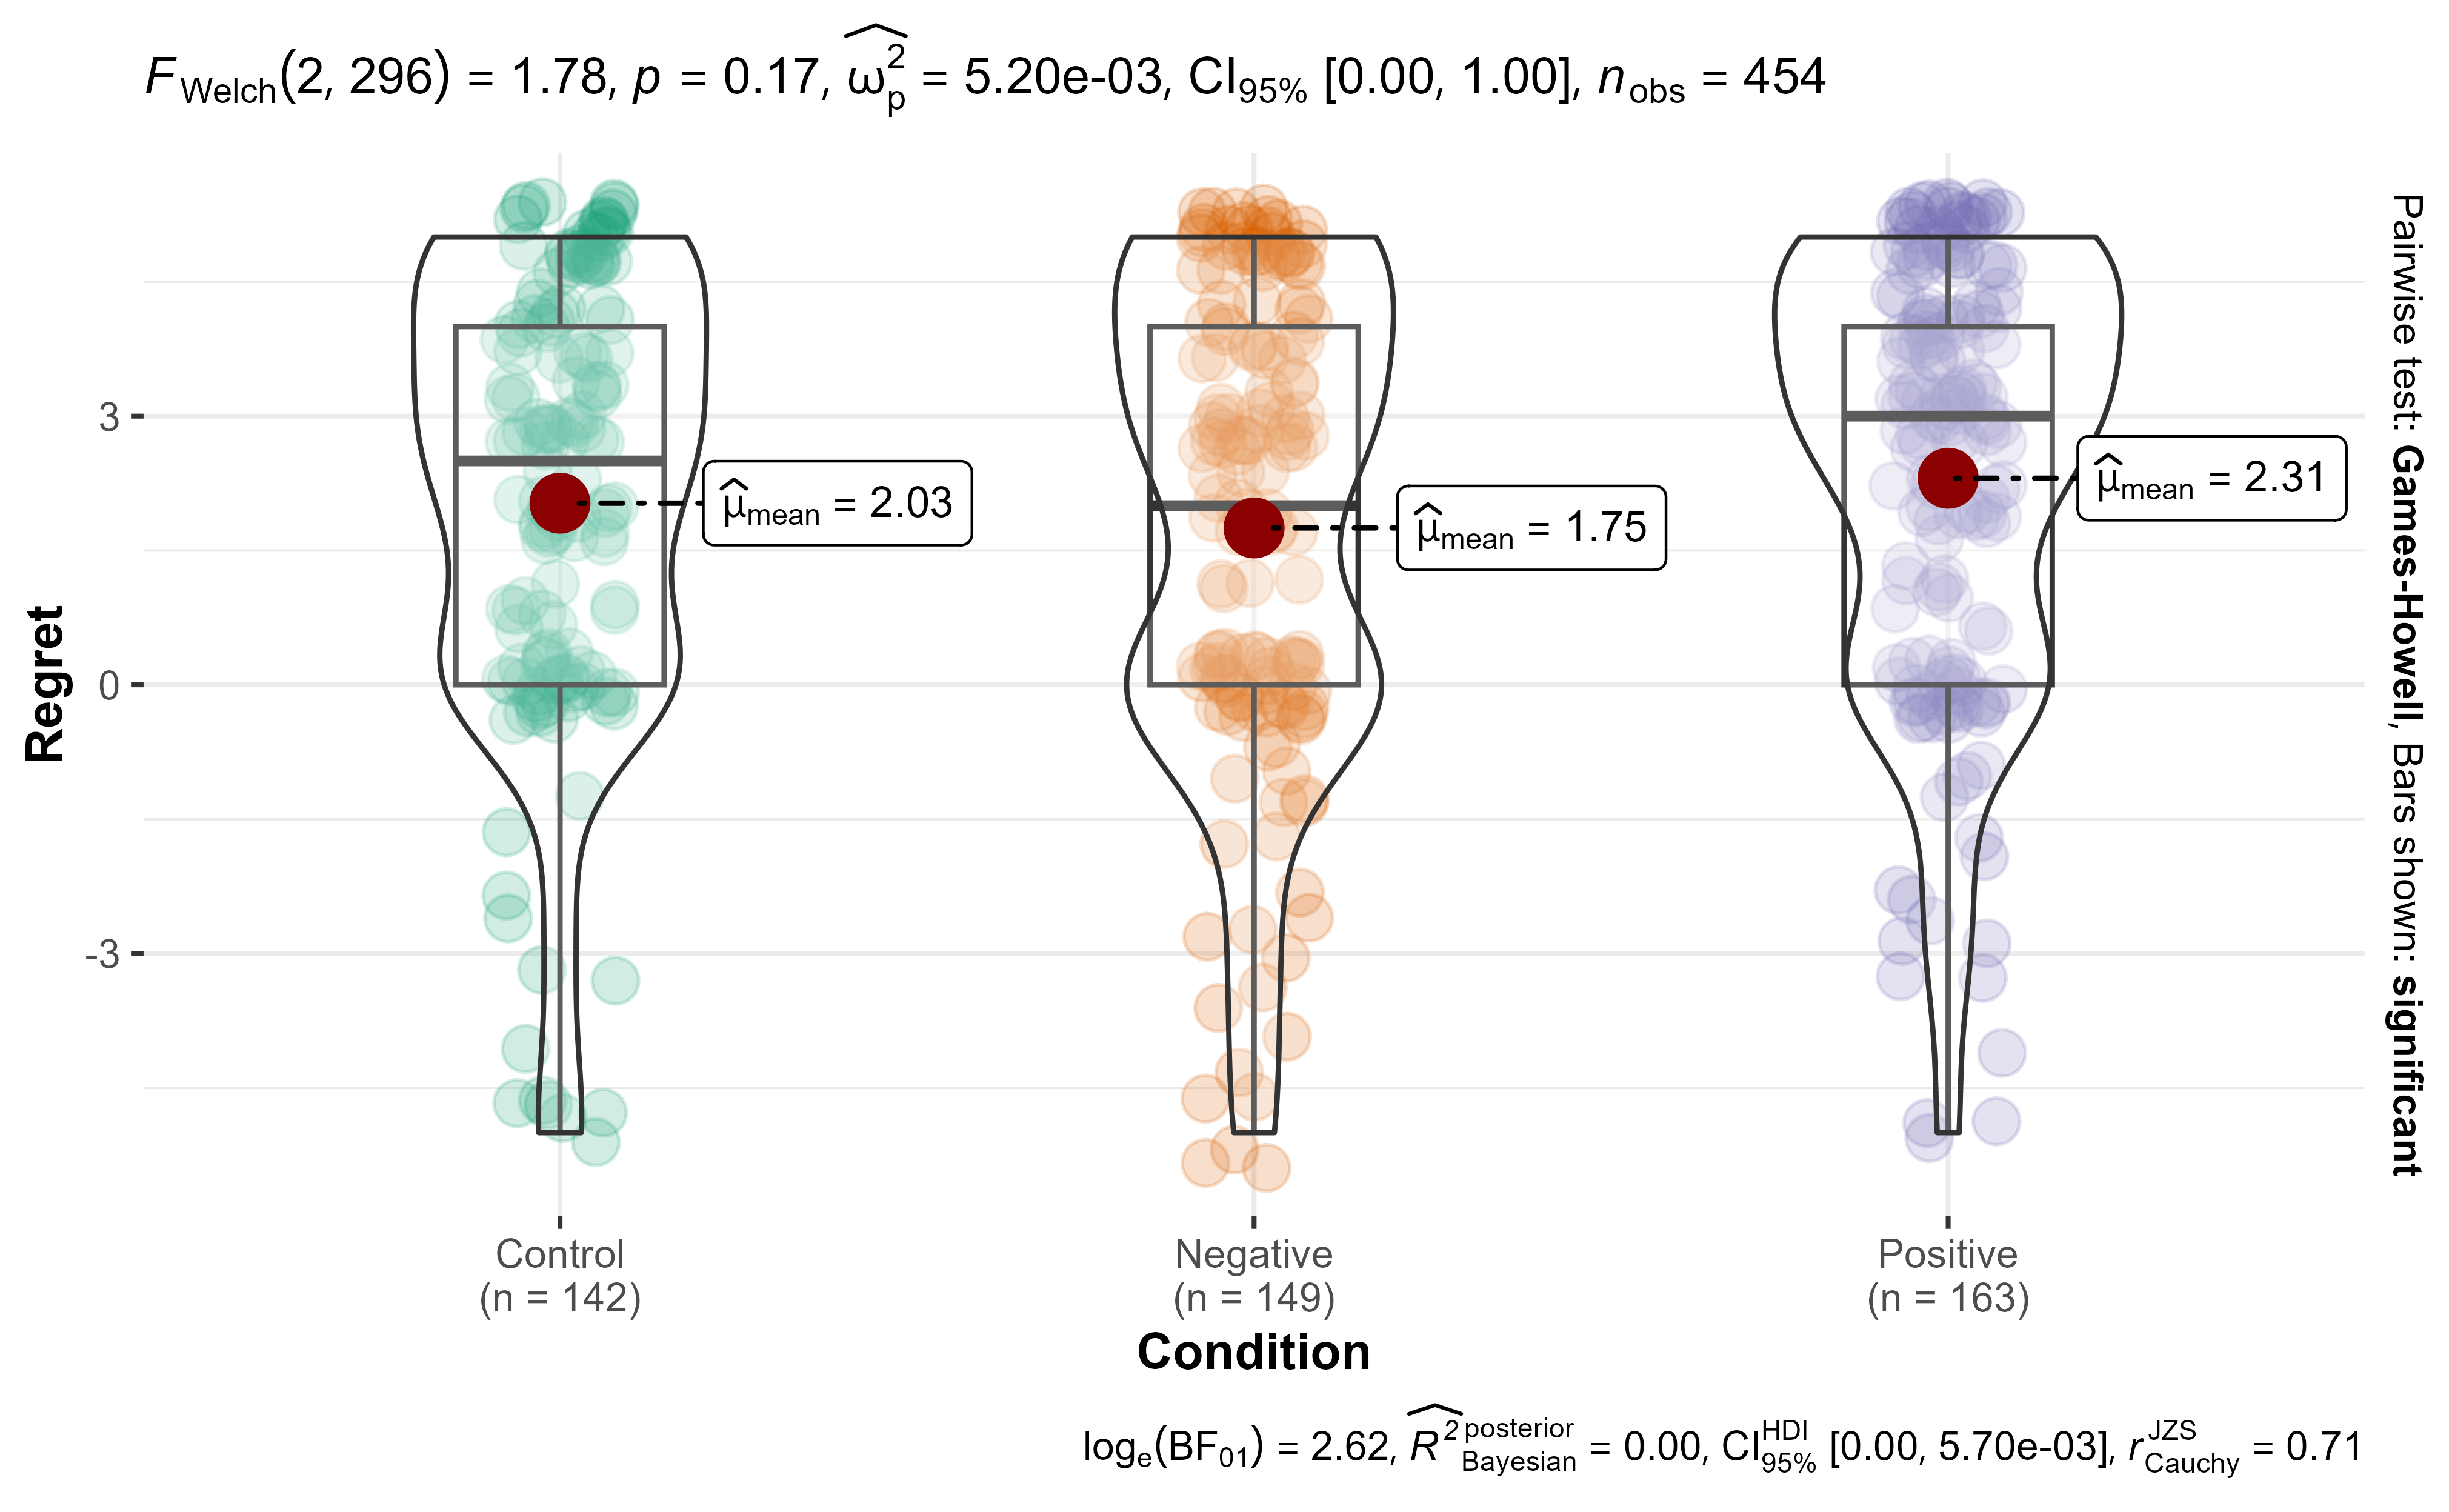 F_Welch(2, 296) = 1.78, p = 0.17, ω̂²_p = 5.20e-03, CI_95% [0.00, 1.00], n_obs = 454
Regret
3
0
-3
μ̂_mean = 2.03
μ̂_mean = 1.75
μ̂_mean = 2.31
Pairwise test: Games-Howell, Bars shown: significant
Control
(n = 142)
Negative
(n = 149)
Positive
(n = 163)
Condition
log_e(BF_01) = 2.62, R̂²^posterior_Bayesian = 0.00, CI^HDI_95% [0.00, 5.70e-03], r^JZS_Cauchy = 0.71